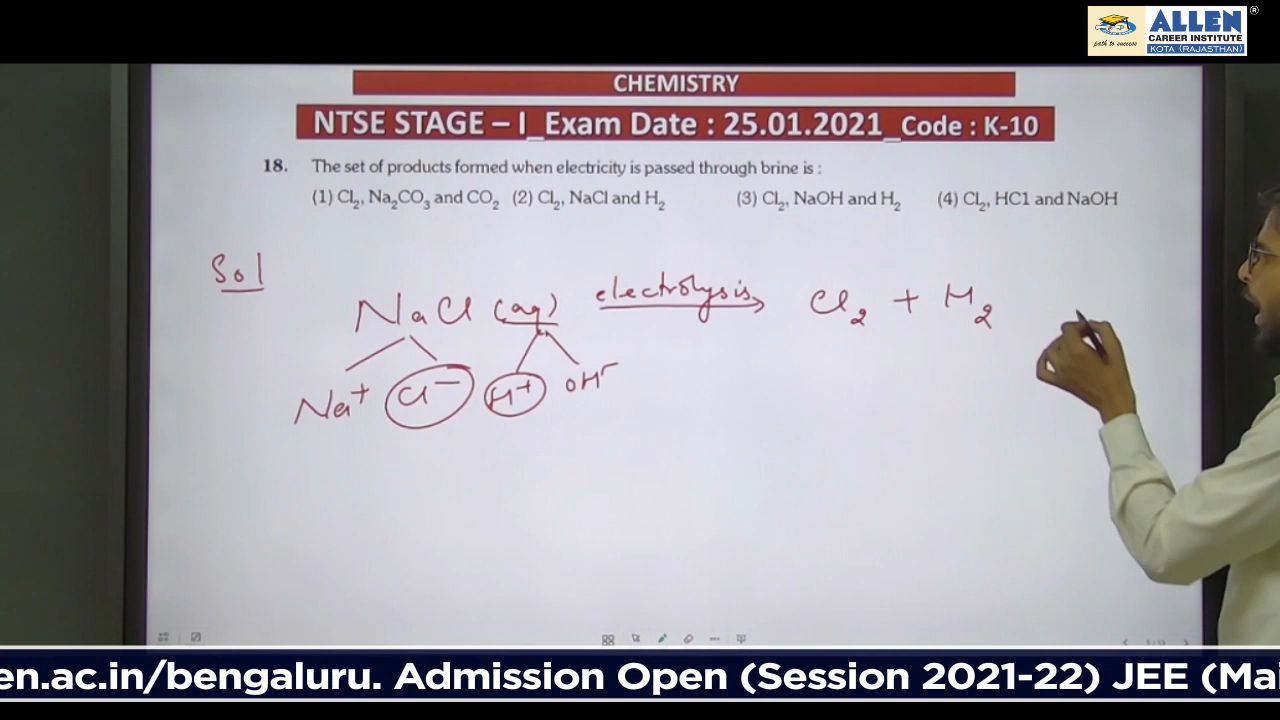 ALLEN
CAREER INSTITUTE
KOTA (RAJASTHAN)
path to success
®
CHEMISTRY
NTSE STAGE – I_Exam Date : 25.01.2021_Code : K-10
18. The set of products formed when electricity is passed through brine is :
(1) Cl₂, Na₂CO₃ and CO₂ (2) Cl₂, NaCl and H₂ (3) Cl₂, NaOH and H₂ (4) Cl₂, HC1 and NaOH
Sol
NaCl (aq) electrolysis → Cl₂ + H₂
Na⁺ Cl⁻ H⁺ OH⁻
en.ac.in/bengaluru. Admission Open (Session 2021-22) JEE (Mai